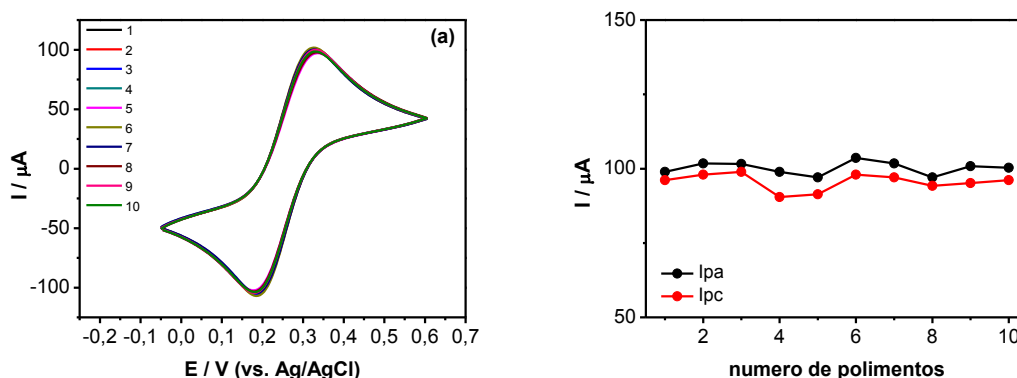 (a)
1
2
3
4
5
6
7
8
9
10
100
50
0
-50
-100
I / µA
-0,2 -0,1 0,0 0,1 0,2 0,3 0,4 0,5 0,6 0,7
E / V (vs. Ag/AgCl)
150
100
50
I / µA
Ipa
Ipc
2 4 6 8 10
numero de polimentos